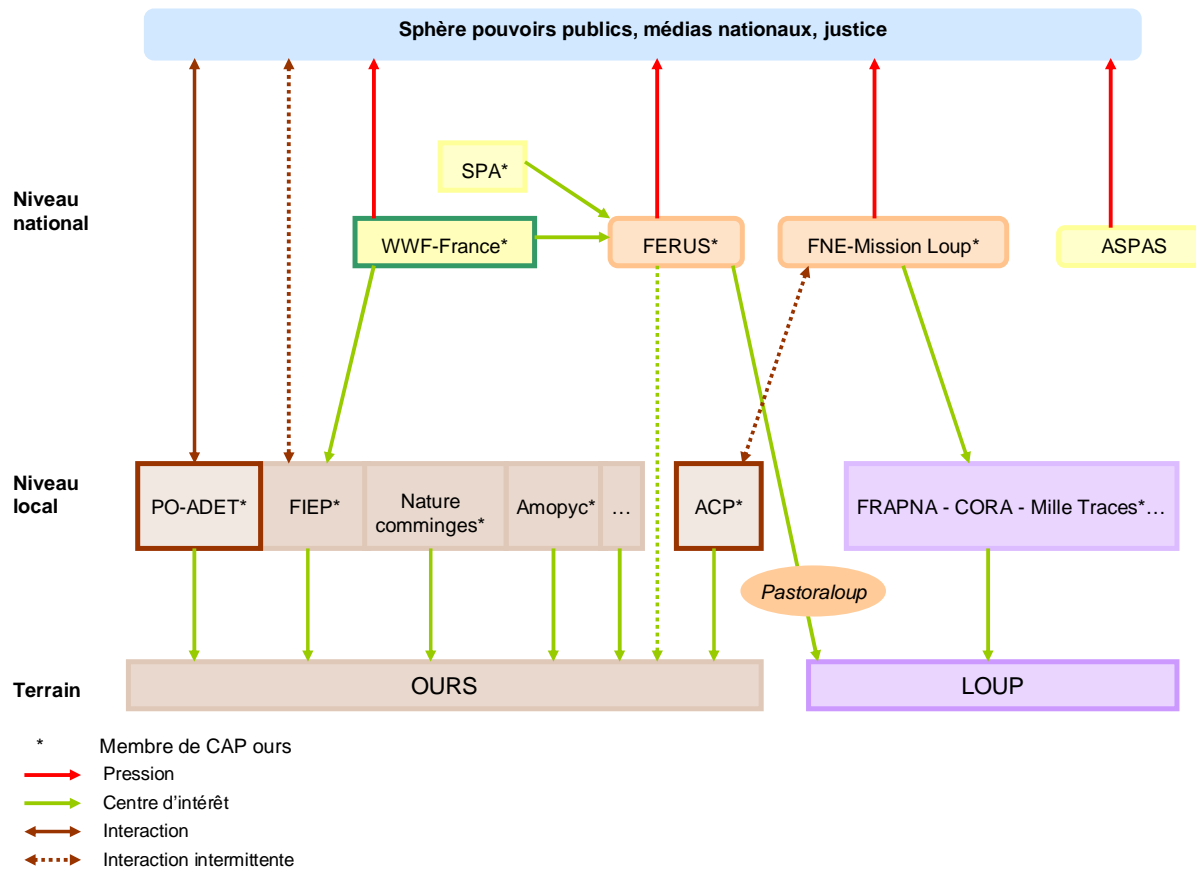 Sphère pouvoirs publics, médias nationaux, justice
SPA*
Niveau
national
WWF-France*
FERUS*
FNE-Mission Loup*
ASPAS
Niveau
local
PO-ADET*
FIEP*
Nature
comminges*
Amopyc*
…
ACP*
FRAPNA - CORA - Mille Traces*…
Pastoraloup
Terrain
OURS
LOUP
* Membre de CAP ours
Pression
Centre d'intérêt
Interaction
Interaction intermittente